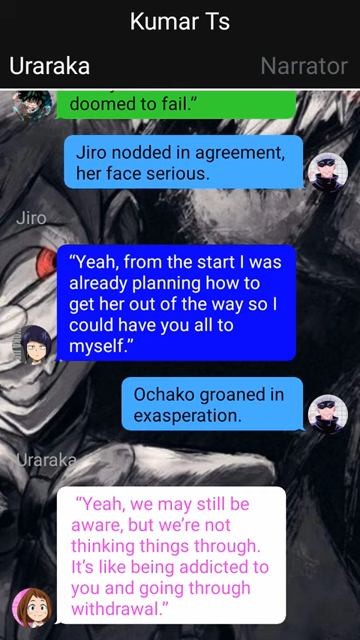 Kumar Ts
Uraraka
Narrator
doomed to fail.”
Jiro nodded in agreement,
her face serious.
Jiro
“Yeah, from the start I was
already planning how to
get her out of the way so I
could have you all to
myself.”
Ochako groaned in
exasperation.
Uraraka
“Yeah, we may still be
aware, but we’re not
thinking things through.
It’s like being addicted to
you and going through
withdrawal.”